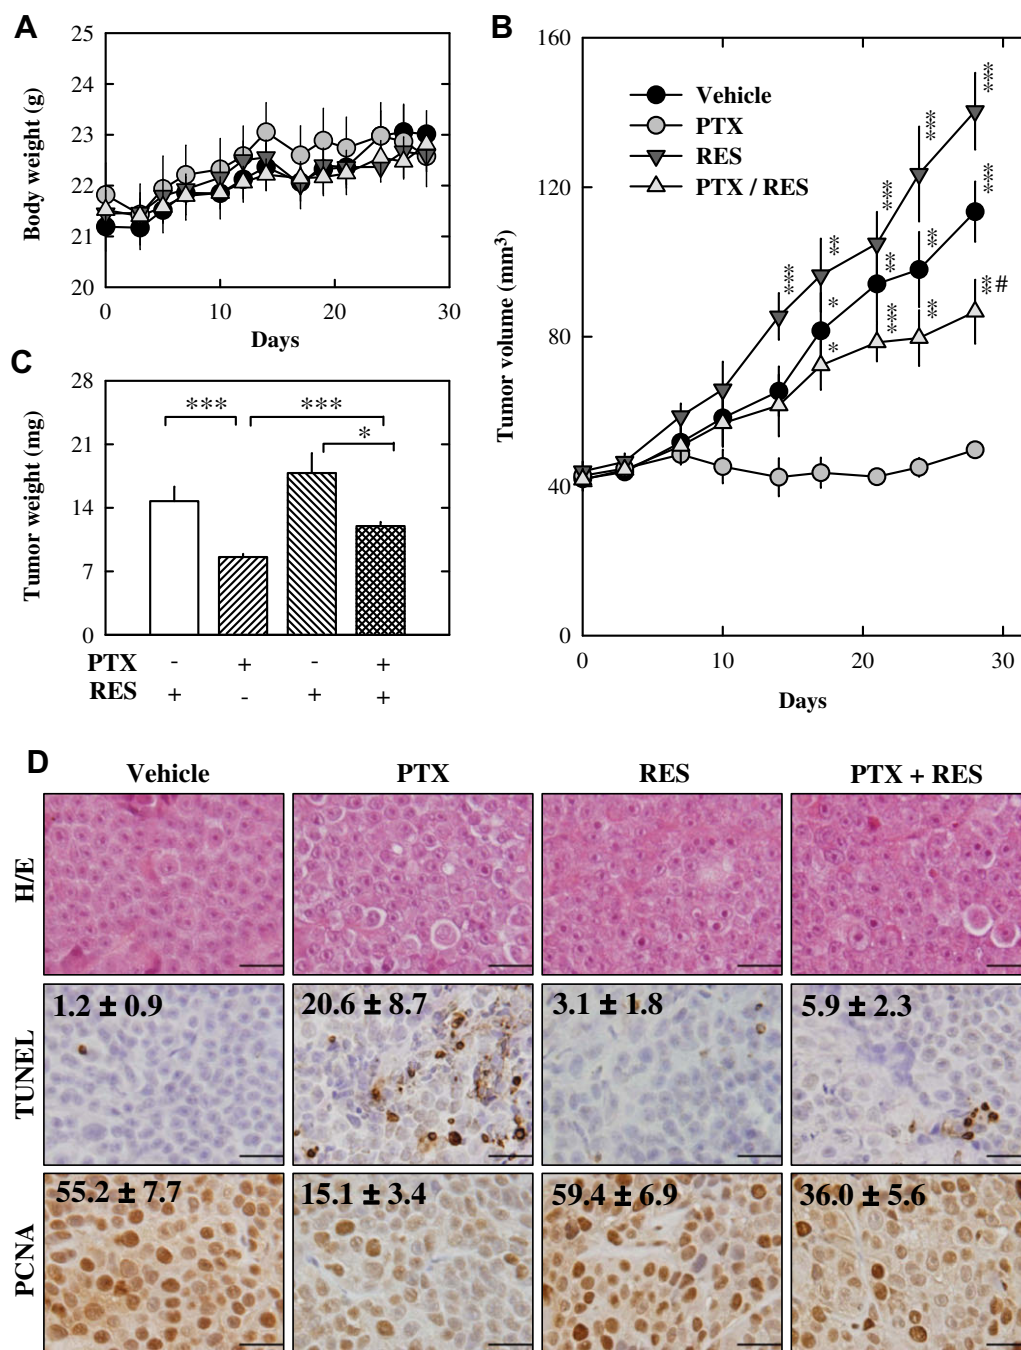 A
25
24
23
22
21
20
Body weight (g)
0
10
20
30
Days
B
160
120
80
40
0
Tumor volume (mm³)
Vehicle
PTX
RES
PTX / RES
***
**
***
***
***
*
**
**
***
*
***
**
**#
0
10
20
30
Days
C
28
21
14
7
0
Tumor weight (mg)
***
***
*
PTX - + - +
RES + - + +
D
Vehicle PTX RES PTX + RES
H/E
TUNEL
1.2 ± 0.9 20.6 ± 8.7 3.1 ± 1.8 5.9 ± 2.3
PCNA
55.2 ± 7.7 15.1 ± 3.4 59.4 ± 6.9 36.0 ± 5.6